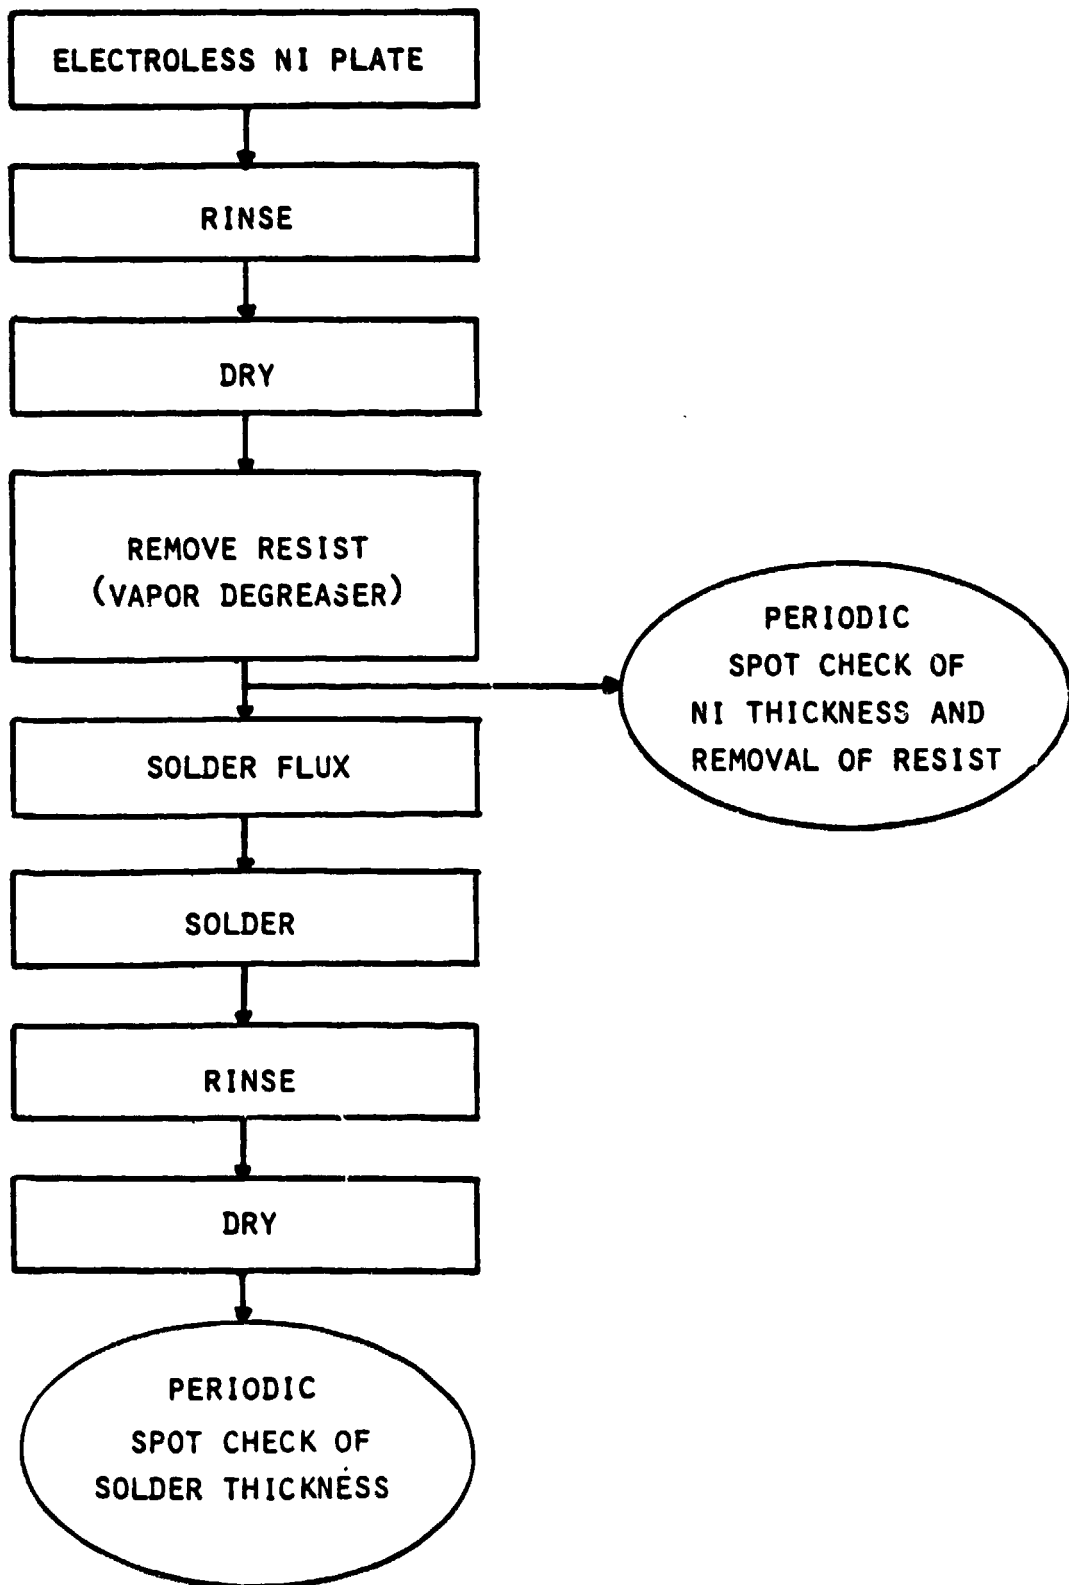 ELECTROLESS NI PLATE
RINSE
DRY
REMOVE RESIST
(VAPOR DEGREASER)
PERIODIC
SPOT CHECK OF
NI THICKNESS AND
REMOVAL OF RESIST
SOLDER FLUX
SOLDER
RINSE
DRY
PERIODIC
SPOT CHECK OF
SOLDER THICKNESS